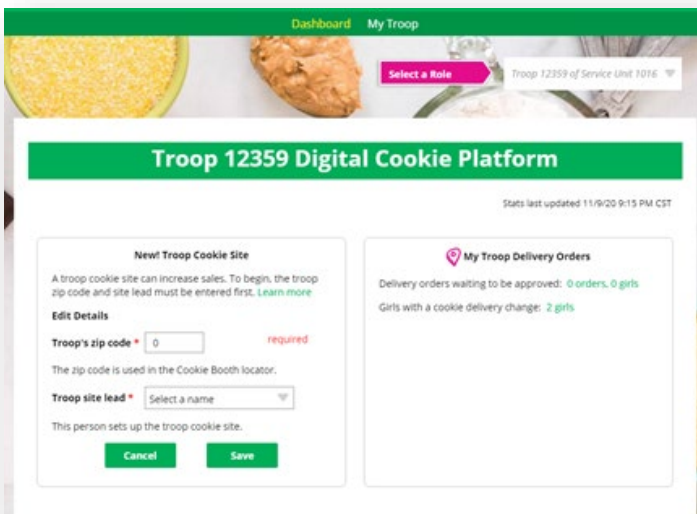 Dashboard My Troop
Select a Role
Troop 12359 of Service Unit 1016
Troop 12359 Digital Cookie Platform
Stats last updated 11/9/20 9:15 PM CST
New! Troop Cookie Site
A troop cookie site can increase sales. To begin, the troop
zip code and site lead must be entered first. Learn more
Edit Details
Troop's zip code * 0 required
The zip code is used in the Cookie Booth locator.
Troop site lead * Select a name
This person sets up the troop cookie site.
Cancel Save
My Troop Delivery Orders
Delivery orders waiting to be approved: 0 orders, 0 girls
Girls with a cookie delivery change: 2 girls